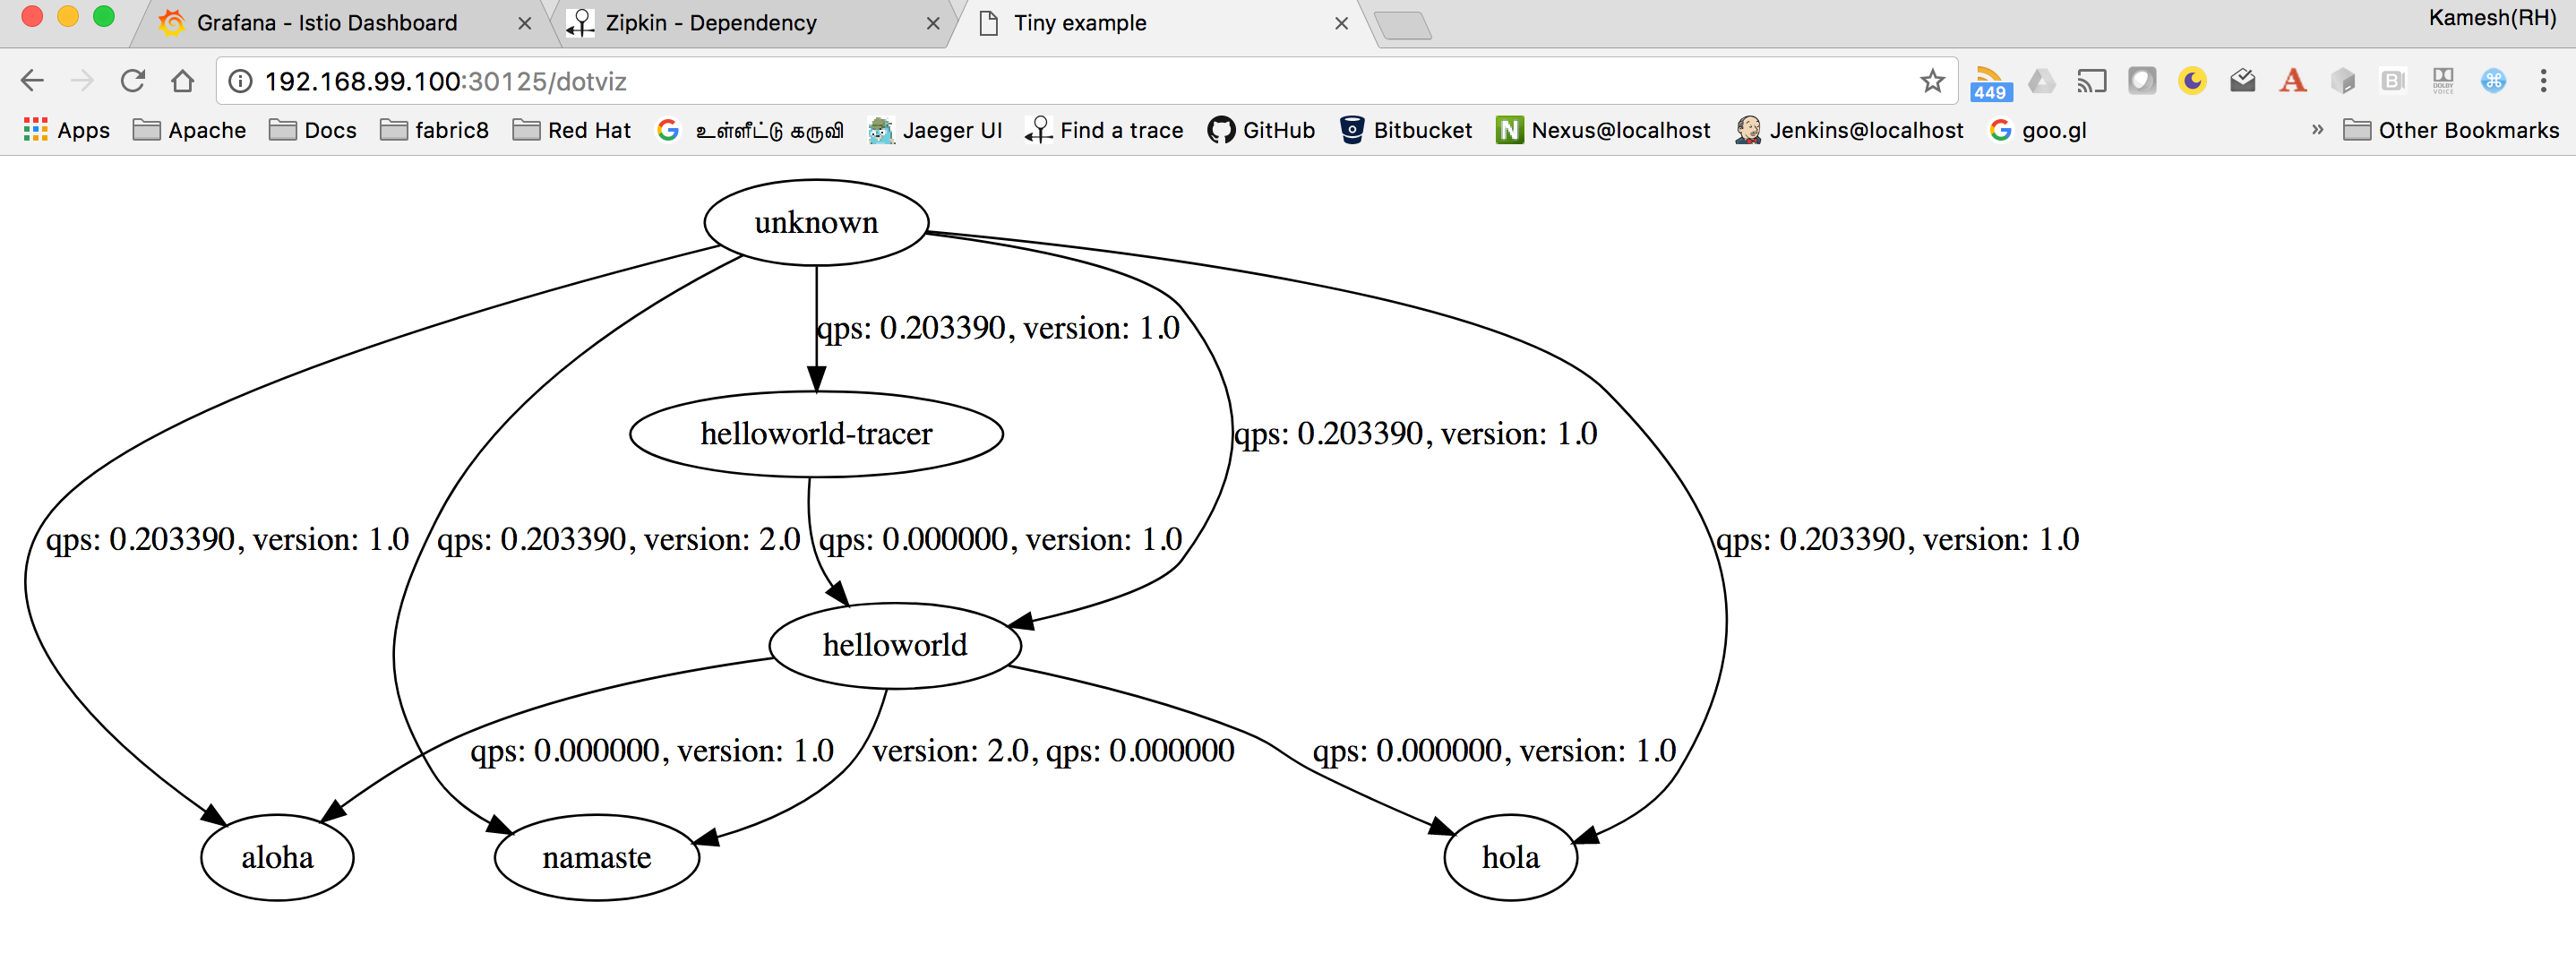 Grafana - Istio Dashboard
Zipkin - Dependency
Tiny example
Kamesh(RH)
192.168.99.100:30125/dotviz
449
DOLBY VOICE
Apps
Apache
Docs
fabric8
Red Hat
உள்ளீட்டு கருவி
Jaeger UI
Find a trace
GitHub
Bitbucket
Nexus@localhost
Jenkins@localhost
goo.gl
»
Other Bookmarks
unknown
qps: 0.203390, version: 1.0
helloworld-tracer
qps: 0.203390, version: 1.0
qps: 0.203390, version: 1.0
qps: 0.203390, version: 2.0
qps: 0.000000, version: 1.0
qps: 0.203390, version: 1.0
helloworld
qps: 0.000000, version: 1.0
version: 2.0, qps: 0.000000
qps: 0.000000, version: 1.0
aloha
namaste
hola